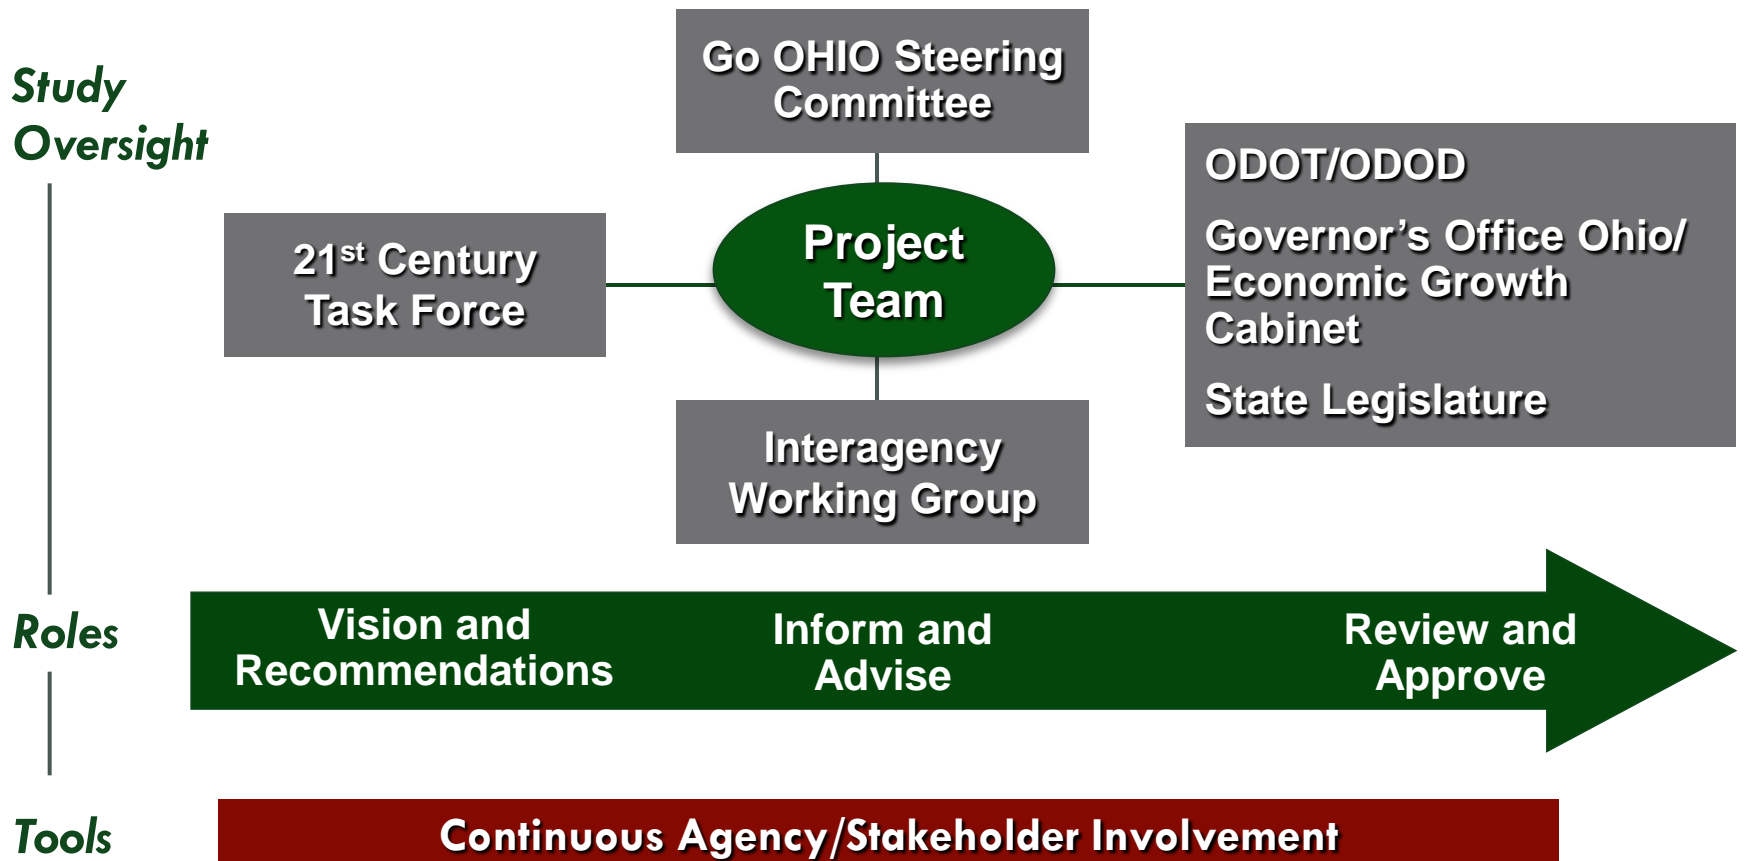 Study
Oversight
Go OHIO Steering
Committee
21st Century
Task Force
Project
Team
ODOT/ODOD
Governor’s Office Ohio/
Economic Growth
Cabinet
State Legislature
Interagency
Working Group
Roles
Vision and
Recommendations
Inform and
Advise
Review and
Approve
Tools
Continuous Agency/Stakeholder Involvement